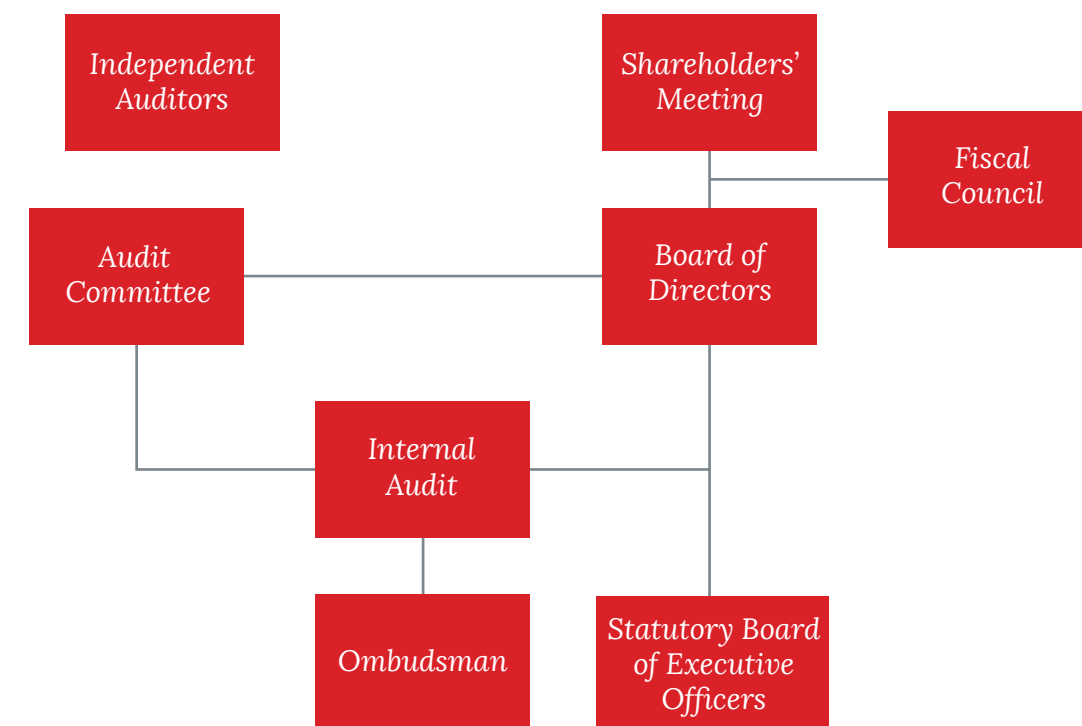 Independent
Auditors
Shareholders’
Meeting
Fiscal
Council
Audit
Committee
Board of
Directors
Internal
Audit
Ombudsman
Statutory Board
of Executive
Officers